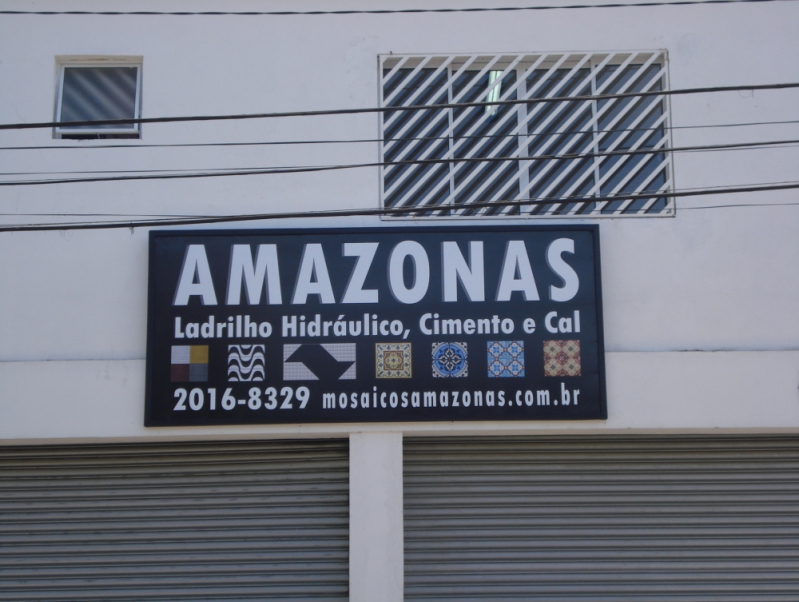 AMAZONAS
Ladrilho Hidráulico, Cimento e Cal
2016-8329 mosaicosamazonas.com.br